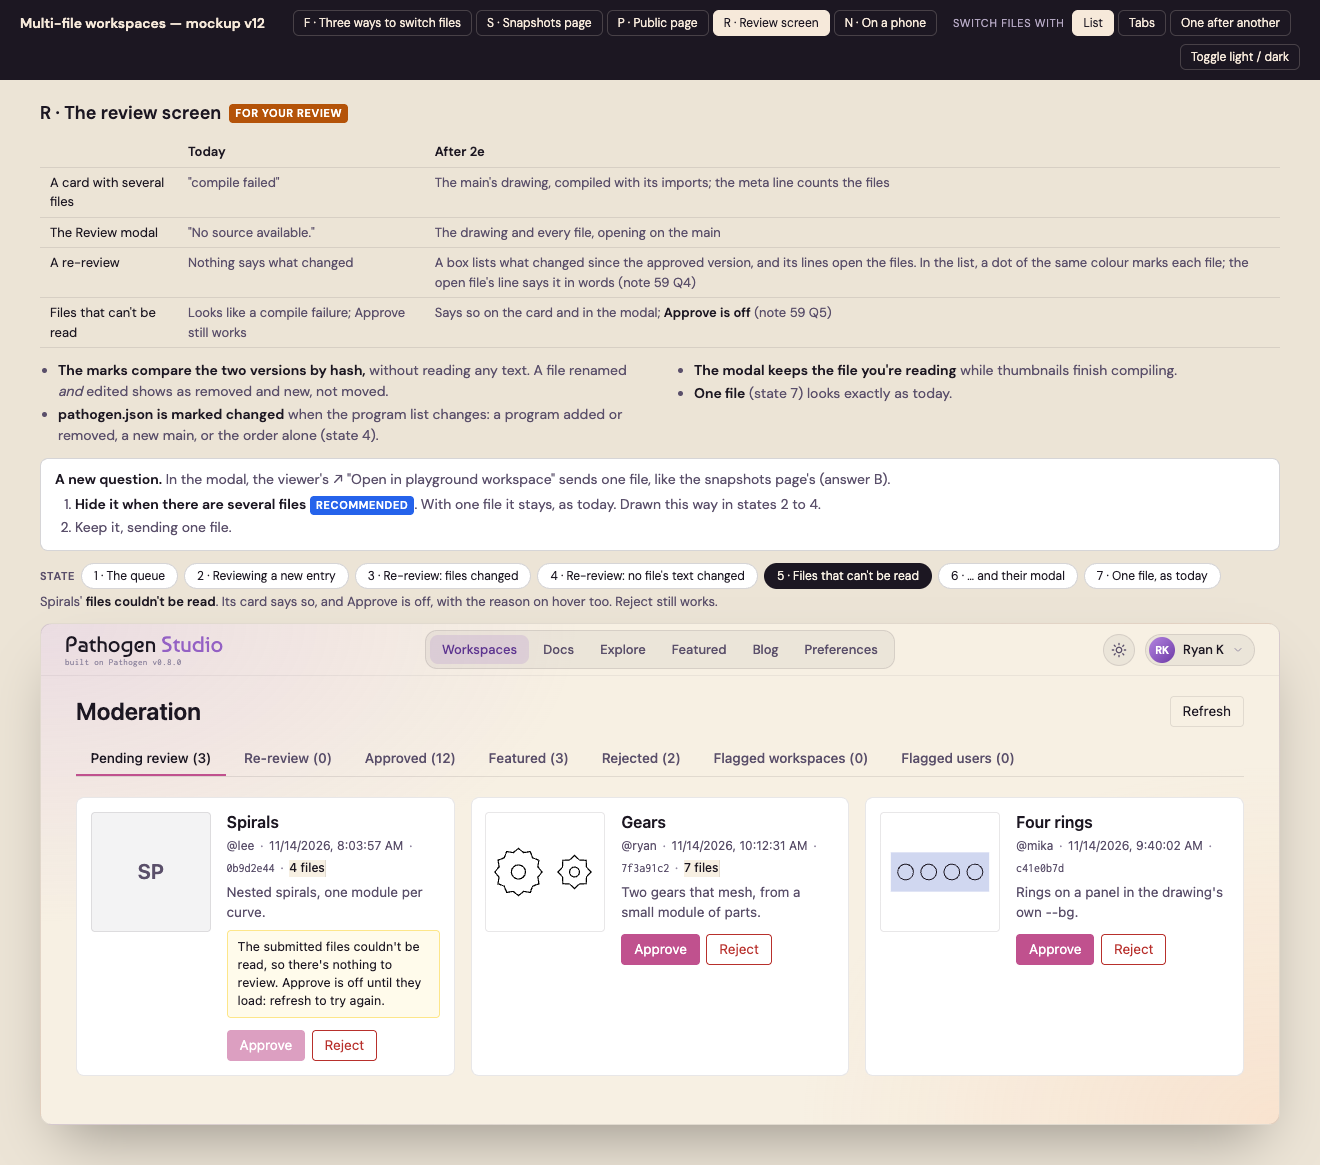 Multi-file workspaces — mockup v12
F · Three ways to switch files
S · Snapshots page
P · Public page
R · Review screen
N · On a phone
SWITCH FILES WITH
List
Tabs
One after another
Toggle light / dark
R · The review screen FOR YOUR REVIEW
Today
After 2e
A card with several files
"compile failed"
The main's drawing, compiled with its imports; the meta line counts the files
The Review modal
"No source available."
The drawing and every file, opening on the main
A re-review
Nothing says what changed
A box lists what changed since the approved version, and its lines open the files. In the list, a dot of the same colour marks each file; the
open file's line says it in words (note 59 Q4)
Files that can't be read
Looks like a compile failure; Approve still works
Says so on the card and in the modal; Approve is off (note 59 Q5)
• The marks compare the two versions by hash, without reading any text. A file renamed
and edited shows as removed and new, not moved.
• pathogen.json is marked changed when the program list changes: a program added or
removed, a new main, or the order alone (state 4).
• The modal keeps the file you're reading while thumbnails finish compiling.
• One file (state 7) looks exactly as today.
A new question. In the modal, the viewer's ↗ "Open in playground workspace" sends one file, like the snapshots page's (answer B).
1. Hide it when there are several files RECOMMENDED. With one file it stays, as today. Drawn this way in states 2 to 4.
2. Keep it, sending one file.
STATE
1 · The queue
2 · Reviewing a new entry
3 · Re-review: files changed
4 · Re-review: no file's text changed
5 · Files that can't be read
6 · … and their modal
7 · One file, as today
Spirals' files couldn't be read. Its card says so, and Approve is off, with the reason on hover too. Reject still works.
Pathogen Studio
built on Pathogen v0.8.0
Workspaces
Docs
Explore
Featured
Blog
Preferences
RK
Ryan K
Moderation
Refresh
Pending review (3)
Re-review (0)
Approved (12)
Featured (3)
Rejected (2)
Flagged workspaces (0)
Flagged users (0)
SP
Spirals
@lee · 11/14/2026, 8:03:57 AM ·
0b9d2e44 · 4 files
Nested spirals, one module per
curve.
The submitted files couldn't be
read, so there's nothing to
review. Approve is off until they
load: refresh to try again.
Approve
Reject
Gears
@ryan · 11/14/2026, 10:12:31 AM ·
7f3a91c2 · 7 files
Two gears that mesh, from a
small module of parts.
Approve
Reject
Four rings
@mika · 11/14/2026, 9:40:02 AM ·
c41e0b7d
Rings on a panel in the drawing's
own --bg.
Approve
Reject